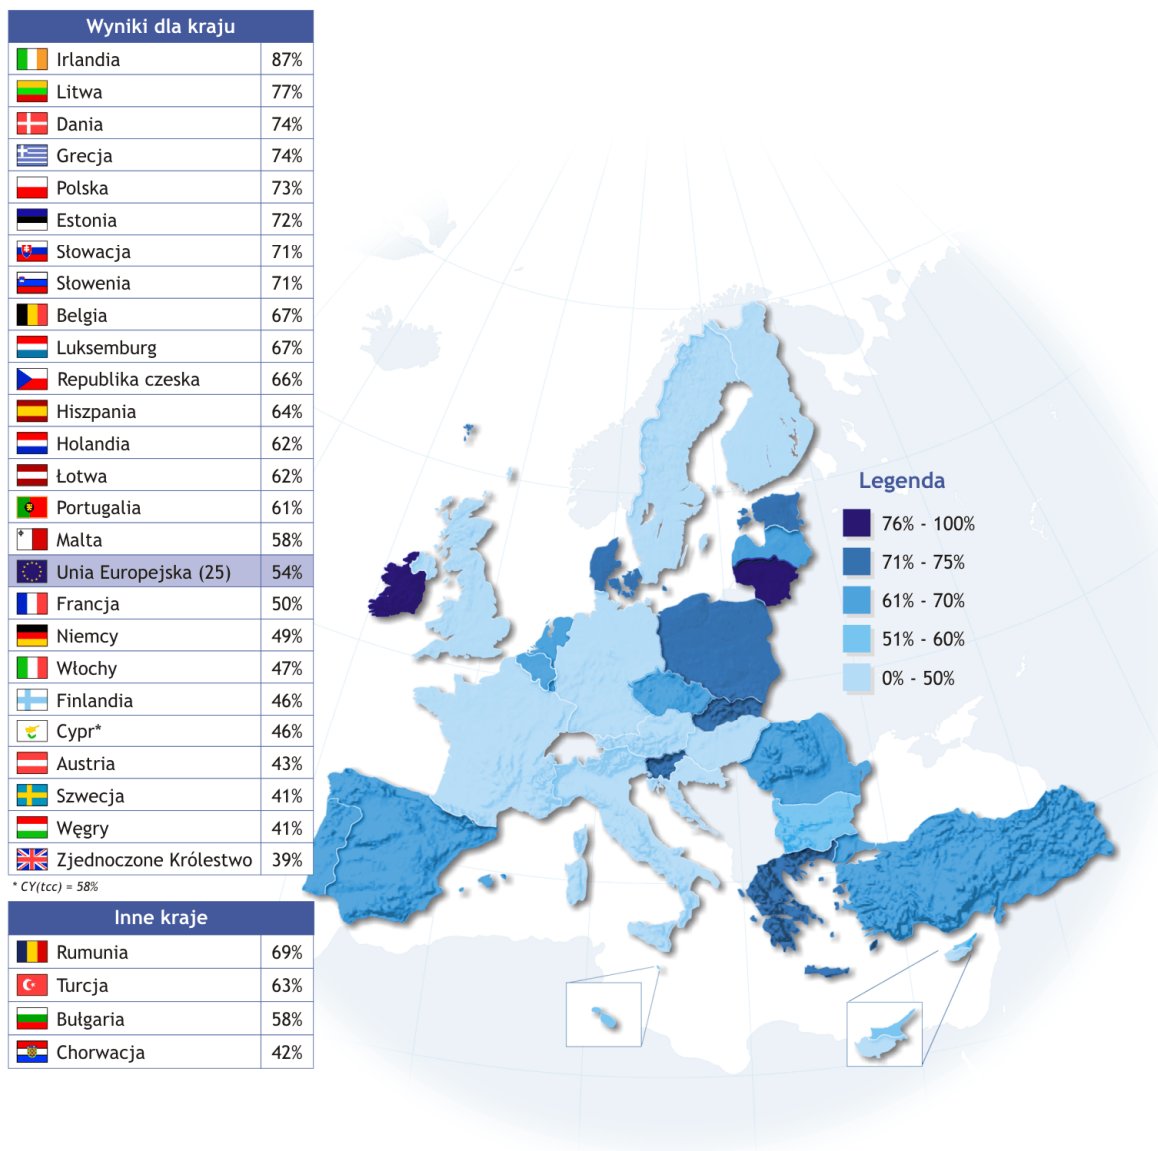 Wyniki dla kraju
Irlandia 87%
Litwa 77%
Dania 74%
Grecja 74%
Polska 73%
Estonia 72%
Słowacja 71%
Słowenia 71%
Belgia 67%
Luksemburg 67%
Republika czeska 66%
Hiszpania 64%
Holandia 62%
Łotwa 62%
Portugalia 61%
Malta 58%
Unia Europejska (25) 54%
Francja 50%
Niemcy 49%
Włochy 47%
Finlandia 46%
Cypr* 46%
Austria 43%
Szwecja 41%
Węgry 41%
Zjednoczone Królestwo 39%
* CY(tcc) = 58%
Inne kraje
Rumunia 69%
Turcja 63%
Bułgaria 58%
Chorwacja 42%
Legenda
76% - 100%
71% - 75%
61% - 70%
51% - 60%
0% - 50%